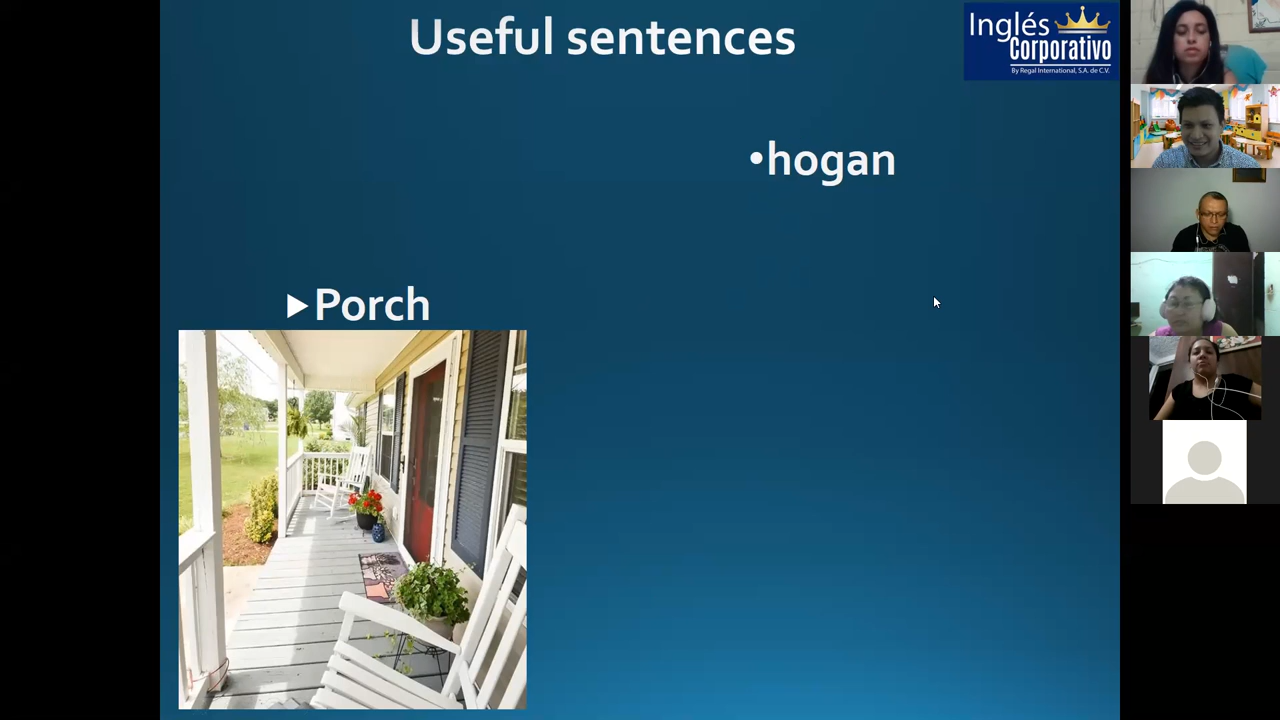 Useful sentences
Inglés
Corporativo
By Regal International, S.A. de C.V.
•hogan
▶Porch